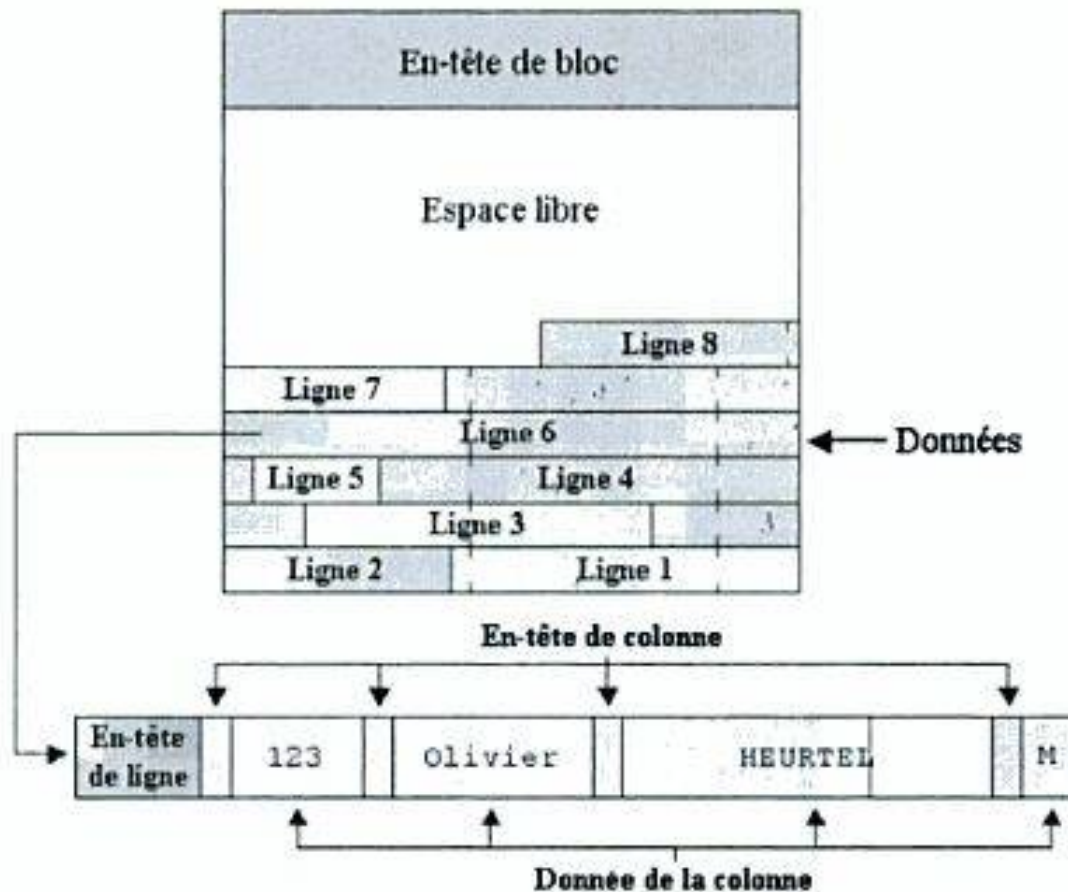 En-tête de bloc
Espace libre
Ligne 8
Ligne 7
Ligne 6
Données
Ligne 5 Ligne 4
Ligne 3
Ligne 2 Ligne 1
En-tête de colonne
En-tête de ligne 123 Olivier HEURTEL M
Donnée de la colonne